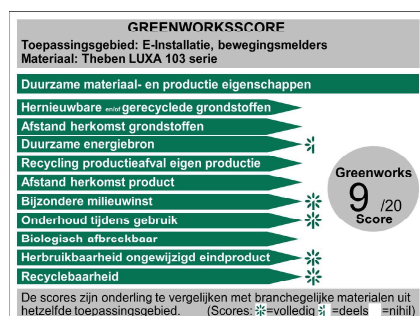 GREENWORKSSCORE
Toepassingsgebied: E-Installatie, bewegingsmelders
Materiaal: Theben LUXA 103 serie
Duurzame materiaal- en productie eigenschappen
Hernieuwbare en/of gerecyclede grondstoffen
Afstand herkomst grondstoffen
Duurzame energiebron
Recycling productieafval eigen productie
Afstand herkomst product
Bijzondere milieuwinst
Onderhoud tijdens gebruik
Biologisch afbreekbaar
Herbruikbaarheid ongewijzigd eindproduct
Recyclebaarheid
Greenworks
9 /20
Score
De scores zijn onderling te vergelijken met branchegelijke materialen uit
hetzelfde toepassingsgebied. (Scores: =volledig =deels =nihil)